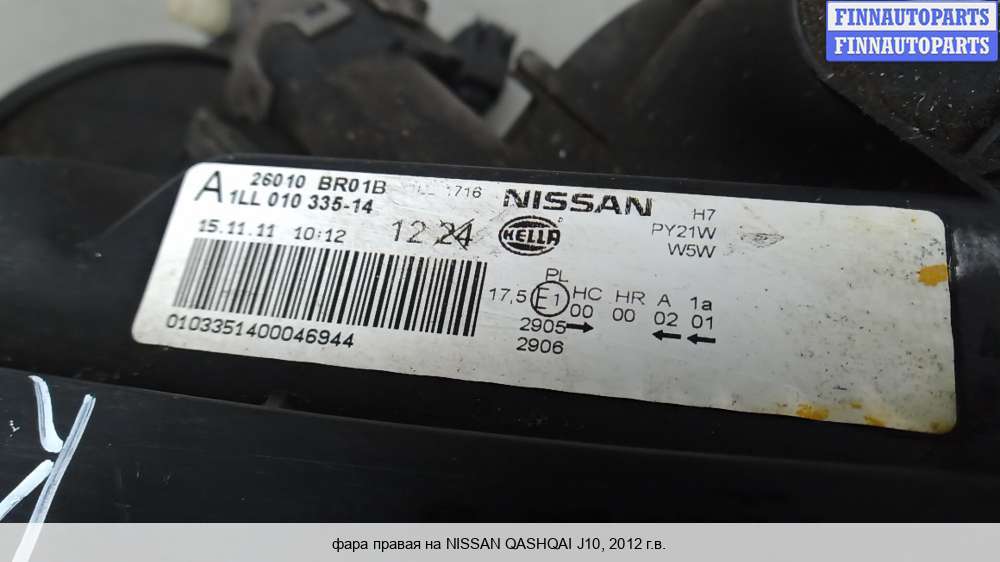 FINNAUTOPARTS
FINNAUTOPARTS
A 26010 BR01B
1LL 010 335-14
1716
15.11.11 10:12
12 24
0103351400046944
NISSAN
HELLA
H7
PY21W
W5W
PL
17,5 E1 HC HR A 1a
00 00 02 01
2905 → ← ←
2906
фара правая на NISSAN QASHQAI J10, 2012 г.в.